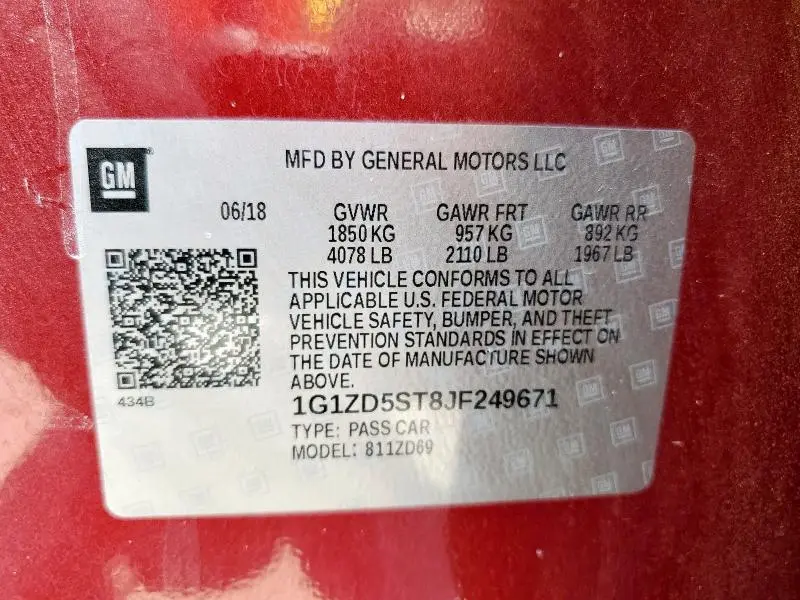 GM
MFD BY GENERAL MOTORS LLC
06/18 GVWR GAWR FRT GAWR RR
1850 KG 957 KG 892 KG
4078 LB 2110 LB 1967 LB
THIS VEHICLE CONFORMS TO ALL
APPLICABLE U.S. FEDERAL MOTOR
VEHICLE SAFETY, BUMPER, AND THEFT
PREVENTION STANDARDS IN EFFECT ON
THE DATE OF MANUFACTURE SHOWN
ABOVE.
434B
1G1ZD5ST8JF249671
TYPE: PASS CAR
MODEL: 811ZD69